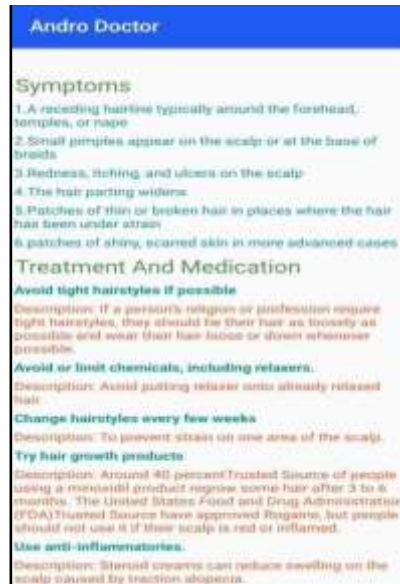 Andro Doctor
Symptoms
1.A receding hairline typically around the forehead,
temples, or nape
2.Small pimples appear on the scalp or at the base of
braids
3.Redness, itching, and ulcers on the scalp
4.The hair parting widens
5.Patches of thin or broken hair in places where the hair
has been under strain
6.patches of shiny, scarred skin in more advanced cases
Treatment And Medication
Avoid tight hairstyles if possible
Description: If a person's religion or profession require
tight hairstyles, they should tie their hair as loosely as
possible and wear their hair loose or down whenever
possible.
Avoid or limit chemicals, including relaxers.
Description: Avoid putting relaxer onto already relaxed
hair.
Change hairstyles every few weeks
Description: To prevent strain on one area of the scalp.
Try hair growth products
Description: Around 40 percentTrusted Source of people
using a minoxidil product regrow some hair after 3 to 6
months. The United States Food and Drug Administration
(FDA)Trusted Source have approved Rogaine, but people
should not use it if their scalp is red or inflamed.
Use anti-inflammatories.
Description: Steroid creams can reduce swelling on the
scalp caused by traction alopecia.